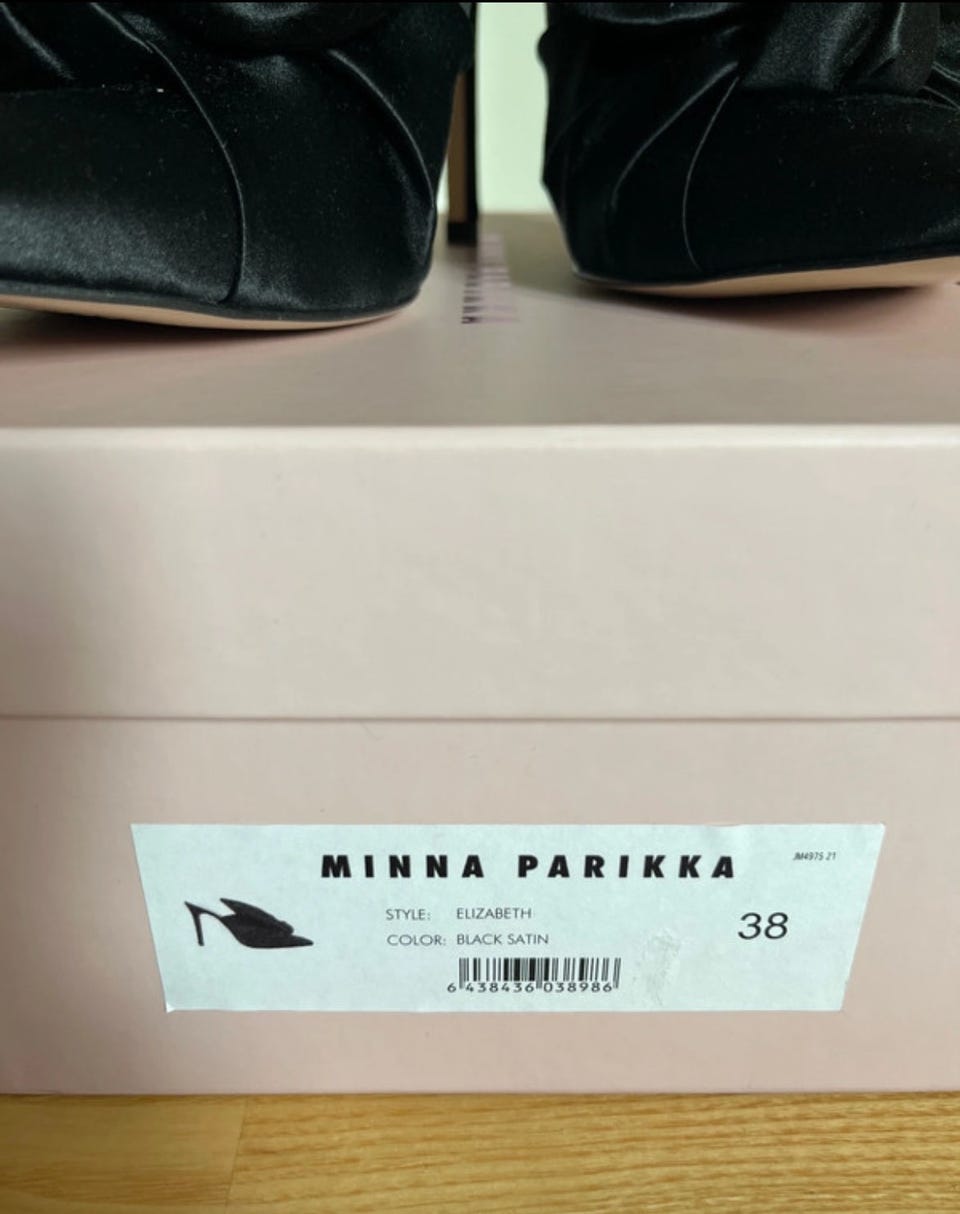 MINNA PARIKKA
JM4975 21
STYLE: ELIZABETH
COLOR: BLACK SATIN
38
6 438436 038986